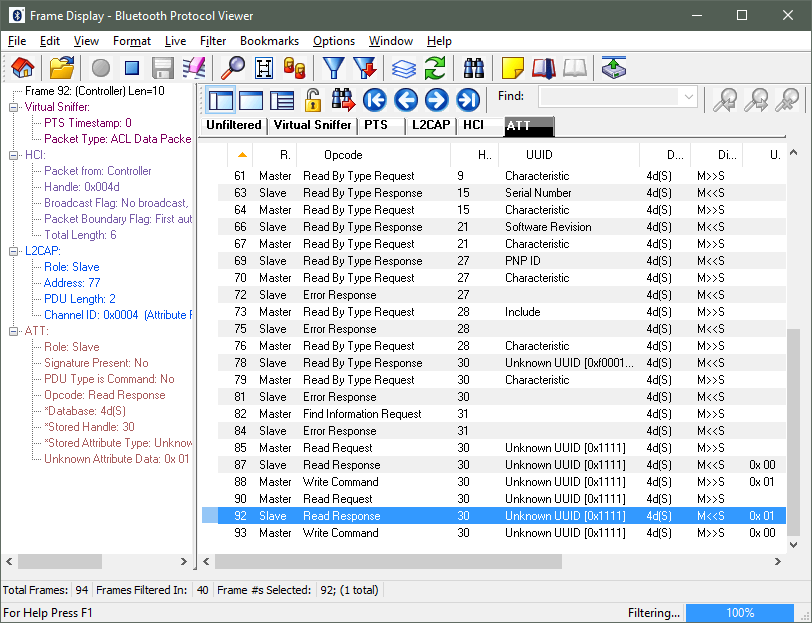 Frame Display - Bluetooth Protocol Viewer
File Edit View Format Live Filter Bookmarks Options Window Help
Frame 92: (Controller) Len=10
Virtual Sniffer:
PTS Timestamp: 0
Packet Type: ACL Data Packe
HCI:
Packet from: Controller
Handle: 0x004d
Broadcast Flag: No broadcast,
Packet Boundary Flag: First aut
Total Length: 6
L2CAP:
Role: Slave
Address: 77
PDU Length: 2
Channel ID: 0x0004 (Attribute F
ATT:
Role: Slave
Signature Present: No
PDU Type is Command: No
Opcode: Read Response
*Database: 4d(S)
*Stored Handle: 30
*Stored Attribute Type: Unknow
Unknown Attribute Data: 0x 01
Find:
Unfiltered Virtual Sniffer PTS L2CAP HCI ATT
R. Opcode H.. UUID D... Di... U.
61 Master Read By Type Request 9 Characteristic 4d(S) M>>S
63 Slave Read By Type Response 15 Serial Number 4d(S) M<<S
64 Master Read By Type Request 15 Characteristic 4d(S) M>>S
66 Slave Read By Type Response 21 Software Revision 4d(S) M<<S
67 Master Read By Type Request 21 Characteristic 4d(S) M>>S
69 Slave Read By Type Response 27 PNP ID 4d(S) M<<S
70 Master Read By Type Request 27 Characteristic 4d(S) M>>S
72 Slave Error Response 27 4d(S) M<<S
73 Master Read By Type Request 28 Include 4d(S) M>>S
75 Slave Error Response 28 4d(S) M<<S
76 Master Read By Type Request 28 Characteristic 4d(S) M>>S
78 Slave Read By Type Response 30 Unknown UUID [0xf0001... 4d(S) M<<S
79 Master Read By Type Request 30 Characteristic 4d(S) M>>S
81 Slave Error Response 30 4d(S) M<<S
82 Master Find Information Request 31 4d(S) M>>S
84 Slave Error Response 31 4d(S) M<<S
85 Master Read Request 30 Unknown UUID [0x1111] 4d(S) M>>S
87 Slave Read Response 30 Unknown UUID [0x1111] 4d(S) M<<S 0x 00
88 Master Write Command 30 Unknown UUID [0x1111] 4d(S) M>>S 0x 01
90 Master Read Request 30 Unknown UUID [0x1111] 4d(S) M>>S
92 Slave Read Response 30 Unknown UUID [0x1111] 4d(S) M<<S 0x 01
93 Master Write Command 30 Unknown UUID [0x1111] 4d(S) M>>S
Total Frames: 94 Frames Filtered In: 40 Frame #s Selected: 92; (1 total)
For Help Press F1 Filtering... 100%